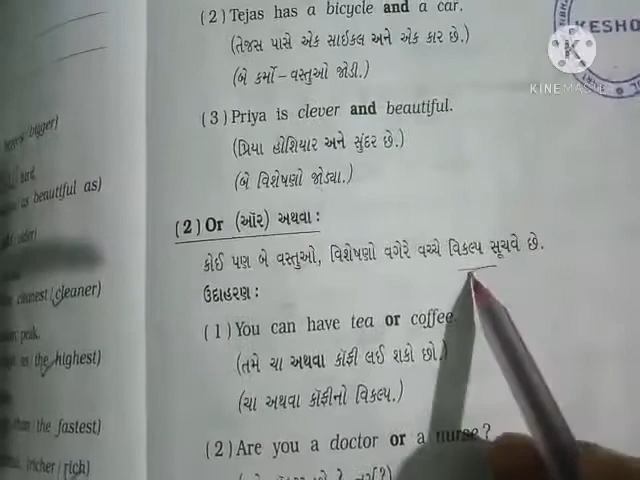 (2) Tejas has a bicycle and a car.
(તેજસ પાસે એક સાઈકલ અને એક કાર છે.)
(બે કર્મો – વસ્તુઓ જોડી.)
(3) Priya is clever and beautiful.
(પ્રિયા હોશિયાર અને સુંદર છે.)
(બે વિશેષણો જોડ્યા.)
(2) Or (ઑર) અથવા :
કોઈ પણ બે વસ્તુઓ, વિશેષણો વગેરે વચ્ચે વિકલ્પ સૂચવે છે.
ઉદાહરણ :
(1) You can have tea or coffee.
(તમે ચા અથવા કૉફી લઈ શકો છો.)
(ચા અથવા કૉફીનો વિકલ્પ.)
(2) Are you a doctor or a nurse?
bigger)
as beautiful as)
cleanest/cleaner)
peak.
the highest)
than/the fastest)
richer/rich)
KESHO
KINEMASTER